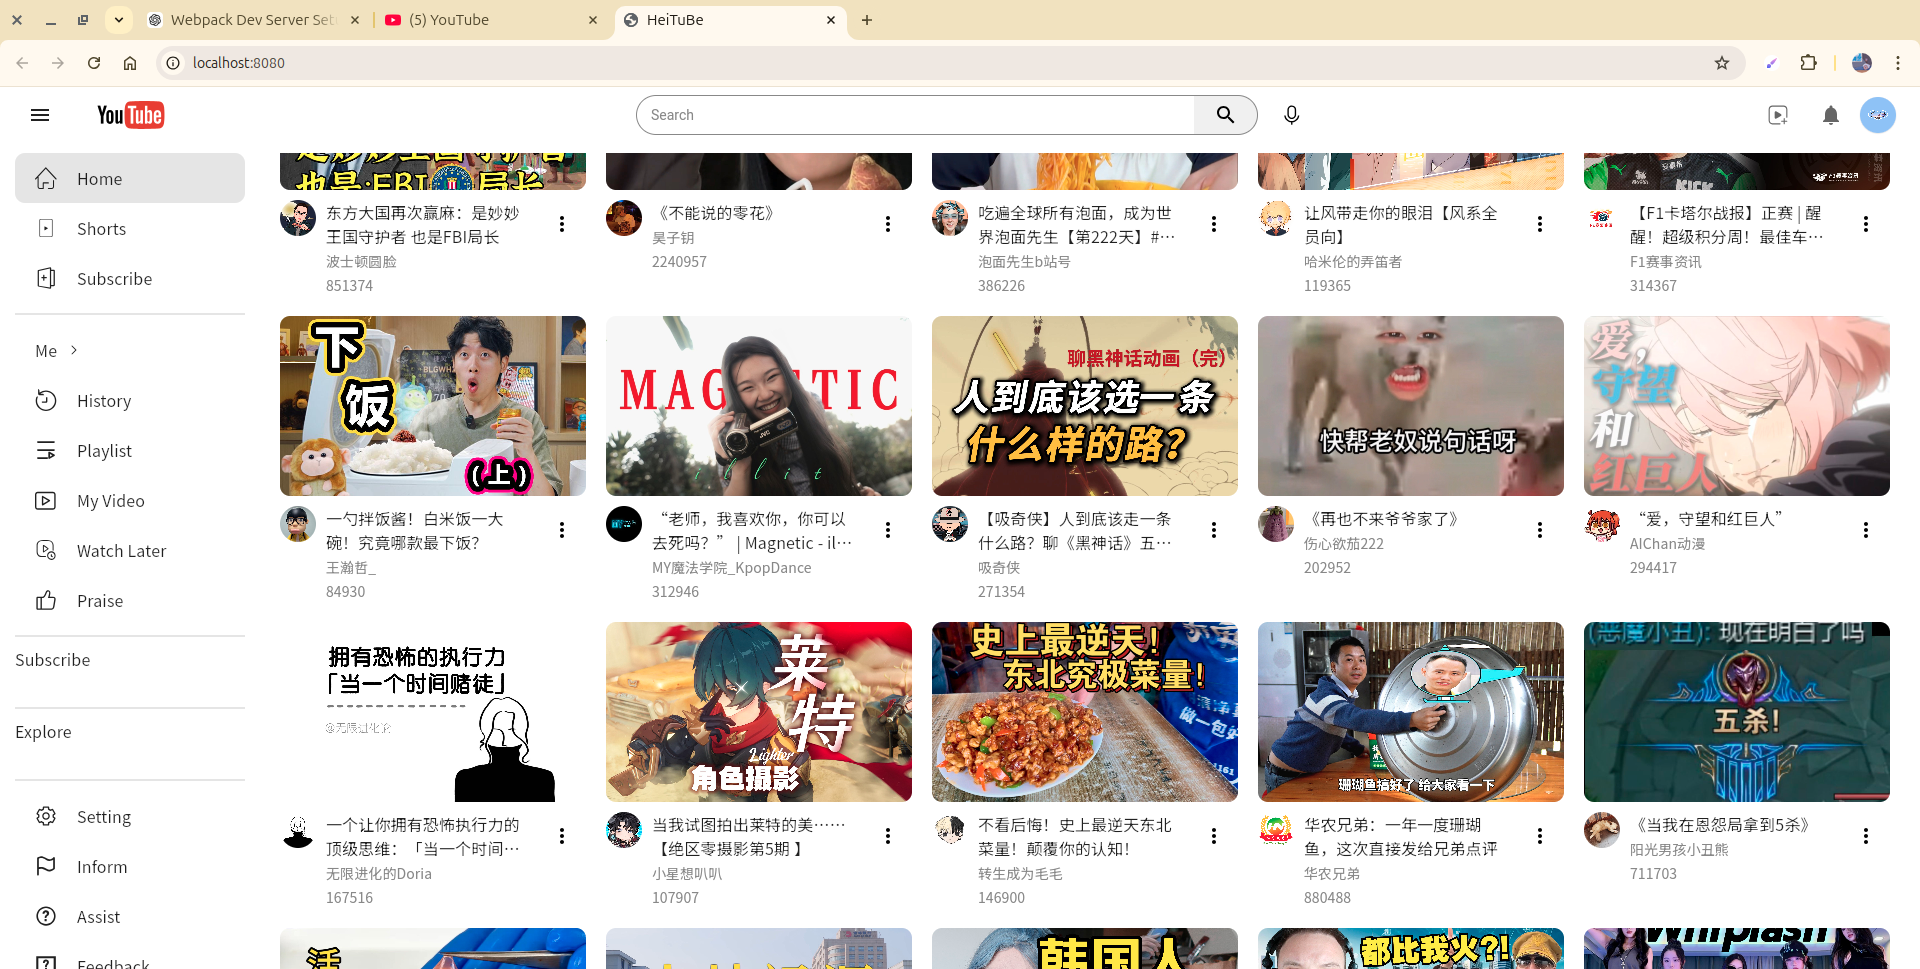 Webpack Dev Server Set
(5) YouTube
HeiTuBe
localhost:8080
YouTube
Search
Home
Shorts
Subscribe
Me
History
Playlist
My Video
Watch Later
Praise
Subscribe
Explore
Setting
Inform
Assist
Feedback
也是:FBI局长
KICK
东方大国再次赢麻：是妙妙
王国守护者 也是FBI局长
波士顿圆脸
851374
《不能说的零花》
吴子钥
2240957
吃遍全球所有泡面，成为世
界泡面先生【第222天】#…
泡面先生b站号
386226
让风带走你的眼泪【风系全
员向】
哈米伦的弄笛者
119365
【F1卡塔尔战报】正赛 | 醒
醒！超级积分周！最佳车…
F1赛事资讯
314367
下
饭
(上)
MAGNETIC
JVC
illit
聊黑神话动画（完）
人到底该选一条
什么样的路？
快帮老奴说句话呀
爱，
守望
和
红巨人
一勺拌饭酱！白米饭一大
碗！究竟哪款最下饭？
王瀚哲_
84930
“老师，我喜欢你，你可以
去死吗？” | Magnetic - il…
MY魔法学院_KpopDance
312946
【吸奇侠】人到底该走一条
什么路？聊《黑神话》五…
吸奇侠
271354
《再也不来爷爷家了》
伤心欲茄222
202952
“爱，守望和红巨人”
AIChan动漫
294417
拥有恐怖的执行力
「当一个时间赌徒」
@无限进化论
莱
特
Lighter
角色摄影
史上最逆天！
东北究极菜量！
做一包好
珊瑚鱼搞好了 给大家看一下
(恶魔小丑): 现在明白了吗
五杀！
一个让你拥有恐怖执行力的
顶级思维：「当一个时间…
无限进化的Doria
167516
当我试图拍出莱特的美……
【绝区零摄影第5期 】
小星想叭叭
107907
不看后悔！史上最逆天东北
菜量！颠覆你的认知！
转生成为毛毛
146900
华农兄弟：一年一度珊瑚
鱼，这次直接发给兄弟点评
华农兄弟
880488
《当我在恩怨局拿到5杀》
阳光男孩小丑熊
711703
活
韩国人
都比我火?!
Whiplash